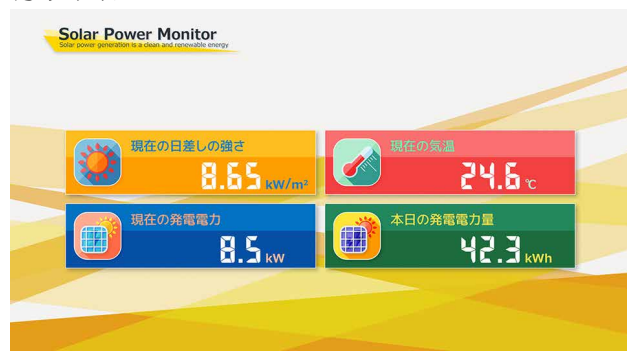 Solar Power Monitor
Solar power generation is a clean and renewable energy
現在の日差しの強さ
8.65 kW/m²
現在の気温
24.6 ℃
現在の発電電力
8.5 kW
本日の発電電力量
42.3 kWh